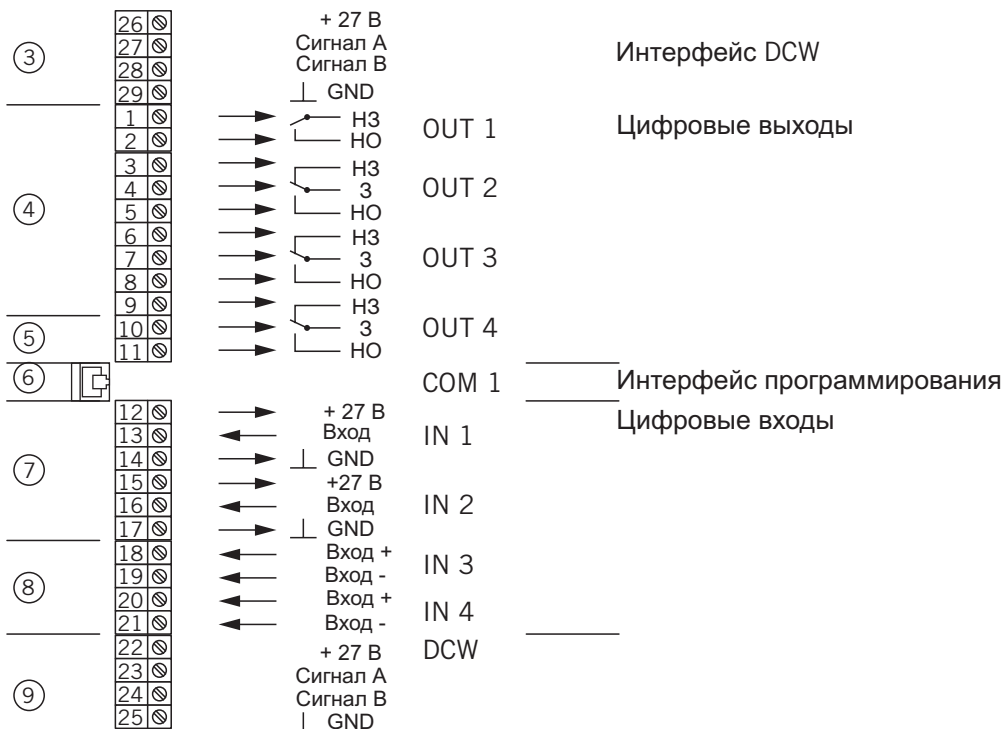 26 + 27 В
③ 27 Сигнал А Интерфейс DCW
28 Сигнал В
29 GND
1 НЗ OUT 1 Цифровые выходы
2 НО
3 НЗ
④ 4 З OUT 2
5 НО
6 НЗ
7 З OUT 3
8 НО
9 НЗ
⑤ 10 З OUT 4
11 НО
⑥ COM 1 Интерфейс программирования
12 + 27 В Цифровые входы
13 Вход IN 1
⑦ 14 GND
15 +27 В
16 Вход IN 2
17 GND
18 Вход + IN 3
19 Вход -
⑧ 20 Вход + IN 4
21 Вход -
22 + 27 В DCW
23 Сигнал А
⑨ 24 Сигнал В
25 GND